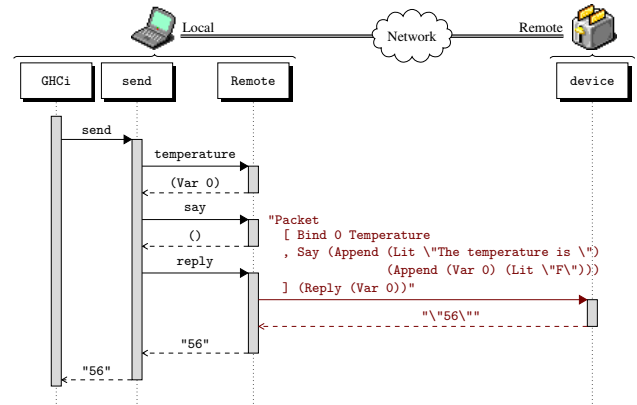 Local
Network
Remote
GHCi
send
Remote
device
send
temperature
(Var 0)
say
()
reply
"Packet
[ Bind 0 Temperature
, Say (Append (Lit \"The temperature is \")
(Append (Var 0) (Lit \"F\")))
] (Reply (Var 0))"
"\"56\""
"56"
"56"